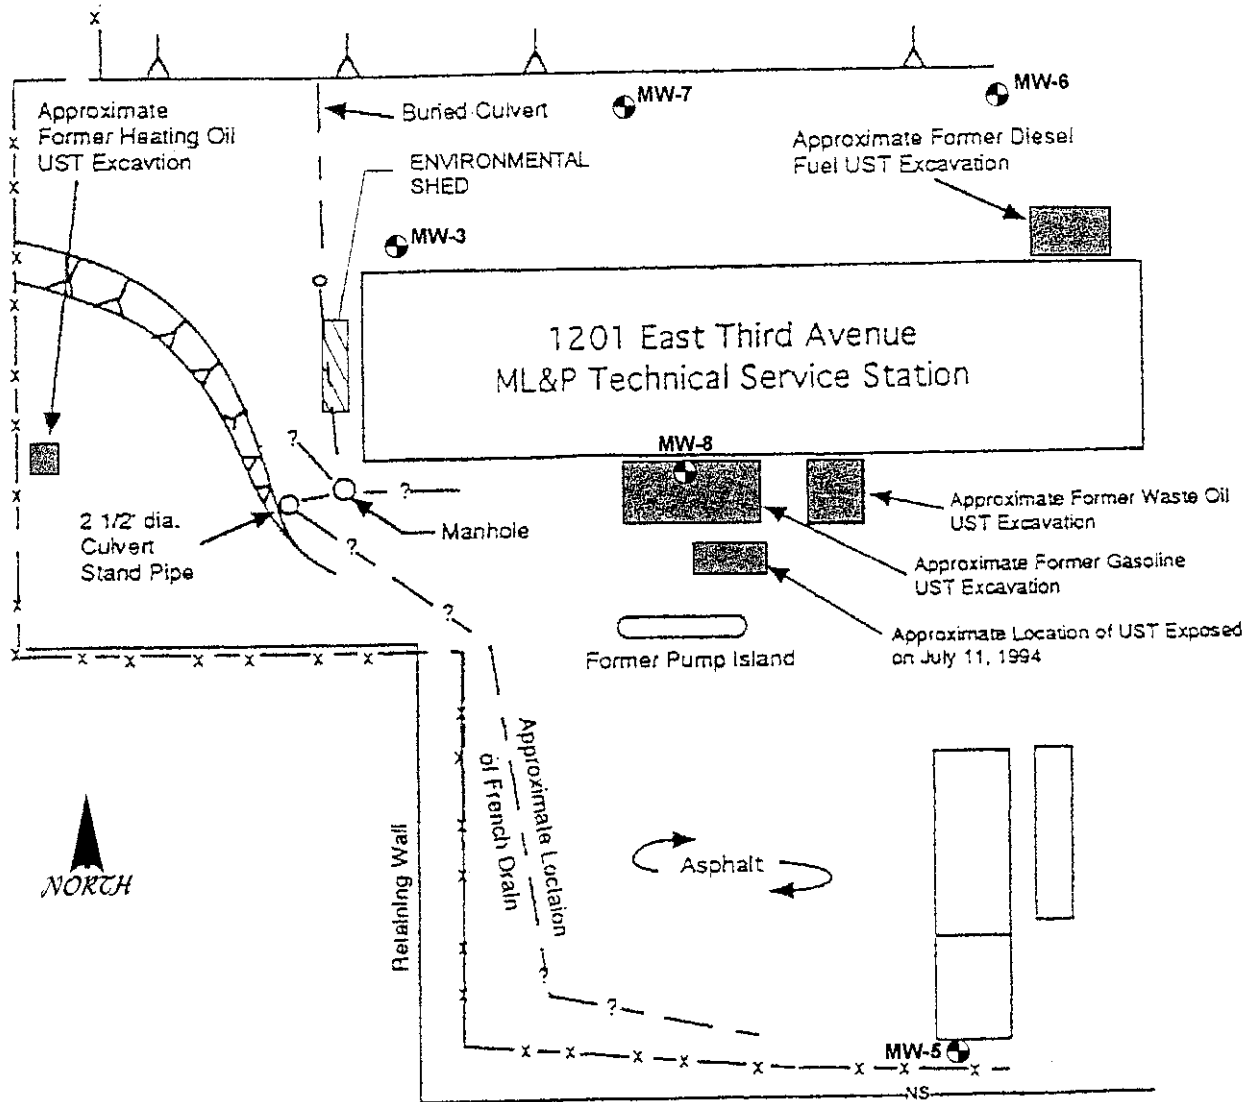 Approximate
Former Heating Oil
UST Excavtion
Buried Culvert
MW-7
MW-6
ENVIRONMENTAL
SHED
Approximate Former Diesel
Fuel UST Excavation
MW-3
1201 East Third Avenue
ML&P Technical Service Station
MW-8
2 1/2' dia.
Culvert
Stand Pipe
Manhole
Approximate Former Waste Oil
UST Excavation
Approximate Former Gasoline
UST Excavation
Approximate Location of UST Exposed
on July 11, 1994
Former Pump Island
Approximate Loctaion
of French Drain
Retaining Wall
Asphalt
NORTH
MW-5
NS